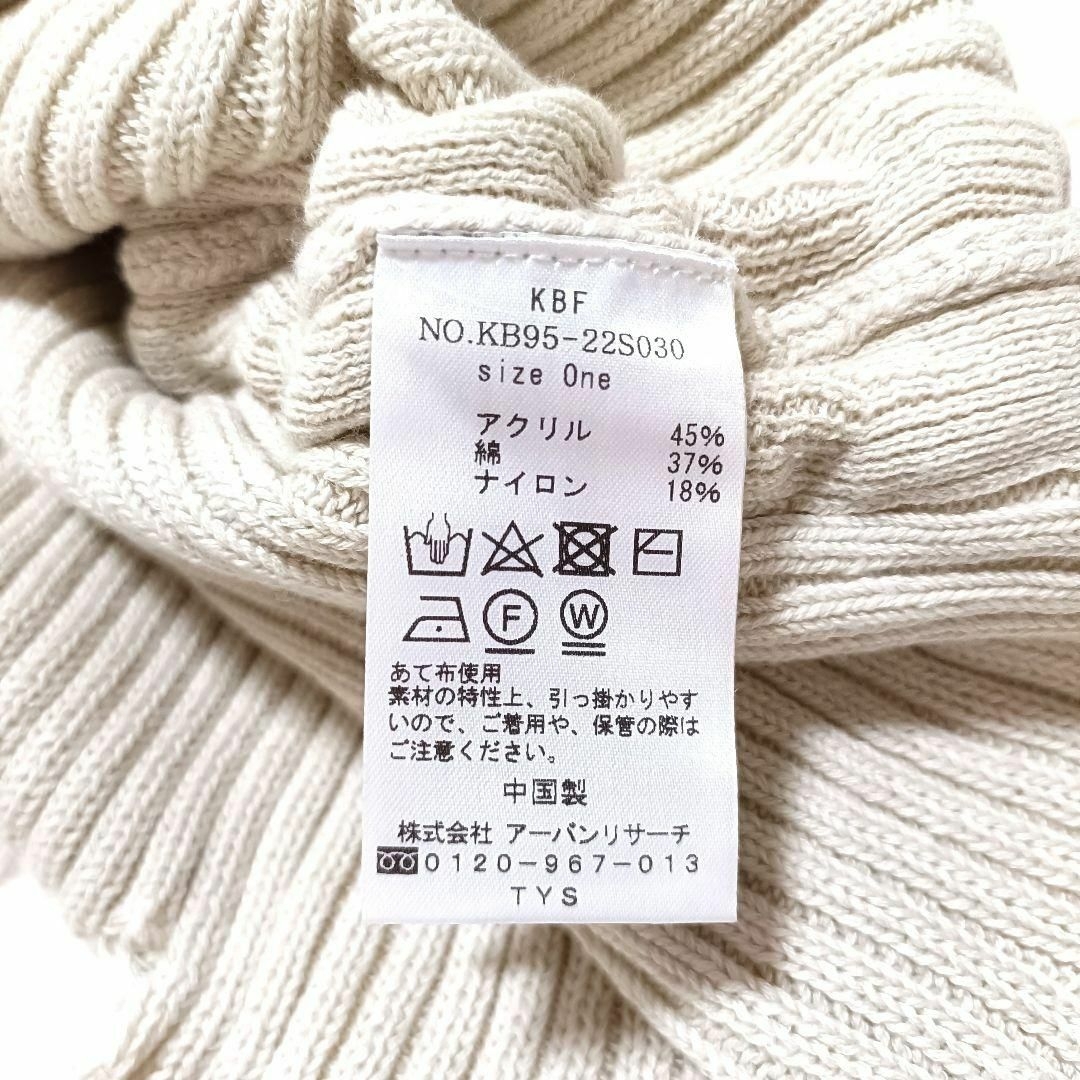 KBF
NO.KB95-22S030
size One
アクリル 45%
綿 37%
ナイロン 18%
F W
あて布使用
素材の特性上、引っ掛かりやす
いので、ご着用や、保管の際は
ご注意ください。
中国製
株式会社 アーバンリサーチ
0120-967-013
TYS